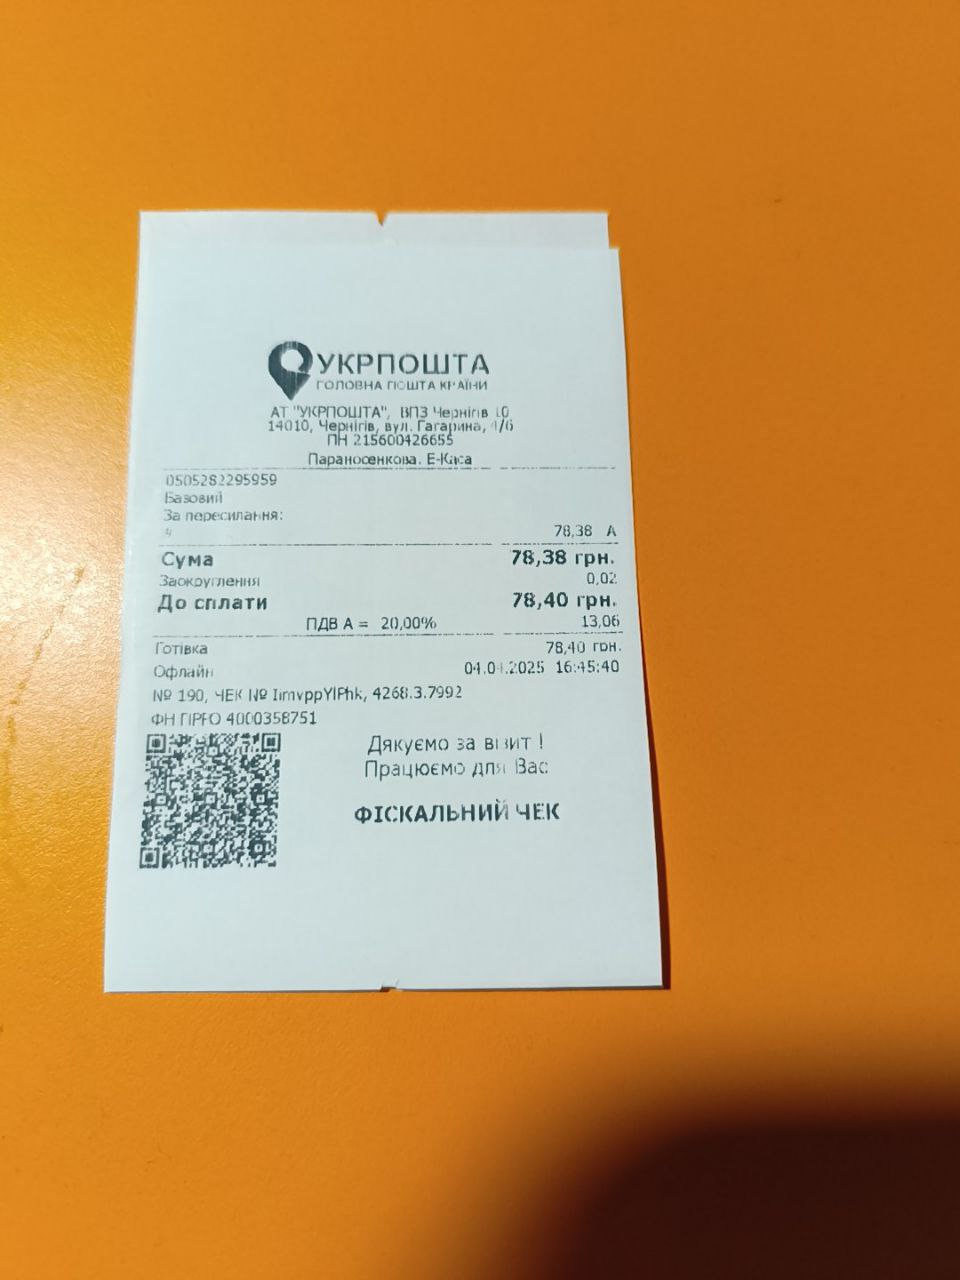 УКРПОШТА
ГОЛОВНА ПОШТА КРАЇНИ
АТ "УКРПОШТА", ВПЗ Чернігів 10
14010, Чернігів, вул. Гагарина, 4/6
ПН 215600426655
Параносенкова. Е-Каса
0505282295959
Базовий
За пересилання:
78,38 А
Сума 78,38 грн.
Заокруглення 0,02
До сплати 78,40 грн.
ПДВ А = 20,00% 13,06
Готівка 78,40 грн.
Офлайн 04.04.2025 16:45:40
№ 190, ЧЕК № 4268.3.7992
ФН ПРРО 4000358751
Дякуємо за візит !
Працюємо для Вас
ФІСКАЛЬНИЙ ЧЕК